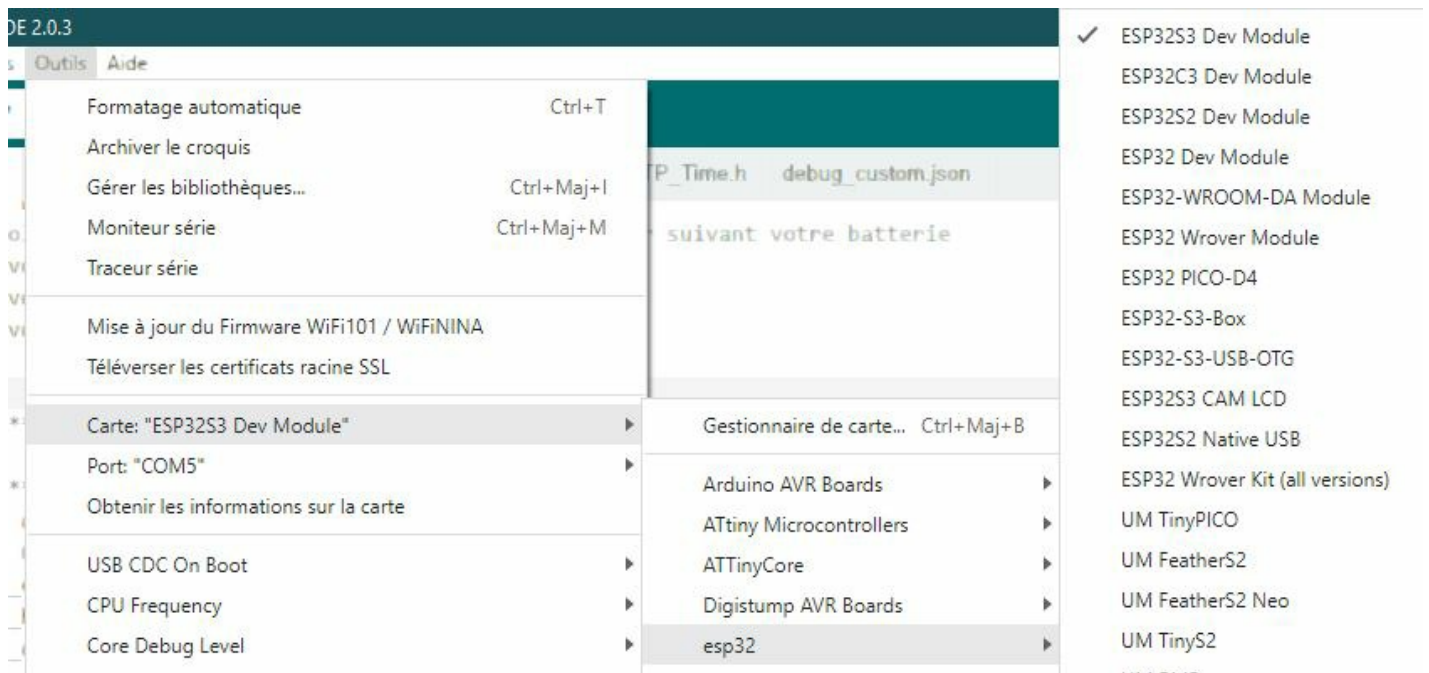 DE 2.0.3
Outils Aide
Formatage automatique Ctrl+T
Archiver le croquis
Gérer les bibliothèques... Ctrl+Maj+I
Moniteur série Ctrl+Maj+M
Traceur série
Mise à jour du Firmware WiFi101 / WiFiNINA
Téléverser les certificats racine SSL
Carte: "ESP32S3 Dev Module"
Port: "COM5"
Obtenir les informations sur la carte
USB CDC On Boot
CPU Frequency
Core Debug Level
TP_Time.h debug_custom.json
suivant votre batterie
Gestionnaire de carte... Ctrl+Maj+B
Arduino AVR Boards
ATtiny Microcontrollers
ATTinyCore
Digistump AVR Boards
esp32
ESP32S3 Dev Module
ESP32C3 Dev Module
ESP32S2 Dev Module
ESP32 Dev Module
ESP32-WROOM-DA Module
ESP32 Wrover Module
ESP32 PICO-D4
ESP32-S3-Box
ESP32-S3-USB-OTG
ESP32S3 CAM LCD
ESP32S2 Native USB
ESP32 Wrover Kit (all versions)
UM TinyPICO
UM FeatherS2
UM FeatherS2 Neo
UM TinyS2